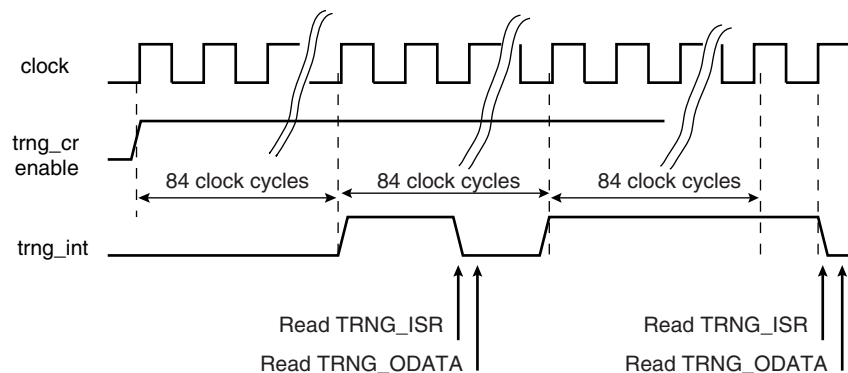 clock
trng_cr
enable
84 clock cycles
84 clock cycles
84 clock cycles
trng_int
Read TRNG_ISR
Read TRNG_ISR
Read TRNG_ODATA
Read TRNG_ODATA